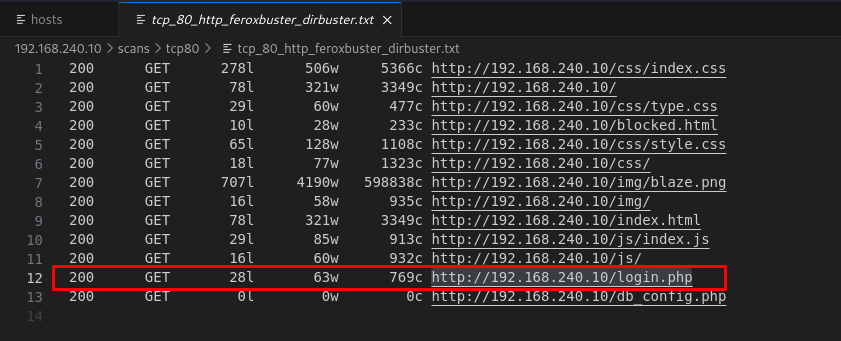 hosts
tcp_80_http_feroxbuster_dirbuster.txt
192.168.240.10 > scans > tcp80 > tcp_80_http_feroxbuster_dirbuster.txt
1 200 GET 278l 506w 5366c http://192.168.240.10/css/index.css
2 200 GET 78l 321w 3349c http://192.168.240.10/
3 200 GET 29l 60w 477c http://192.168.240.10/css/type.css
4 200 GET 10l 28w 233c http://192.168.240.10/blocked.html
5 200 GET 65l 128w 1108c http://192.168.240.10/css/style.css
6 200 GET 18l 77w 1323c http://192.168.240.10/css/
7 200 GET 707l 4190w 598838c http://192.168.240.10/img/blaze.png
8 200 GET 16l 58w 935c http://192.168.240.10/img/
9 200 GET 78l 321w 3349c http://192.168.240.10/index.html
10 200 GET 29l 85w 913c http://192.168.240.10/js/index.js
11 200 GET 16l 60w 932c http://192.168.240.10/js/
12 200 GET 28l 63w 769c http://192.168.240.10/login.php
13 200 GET 0l 0w 0c http://192.168.240.10/db_config.php
14